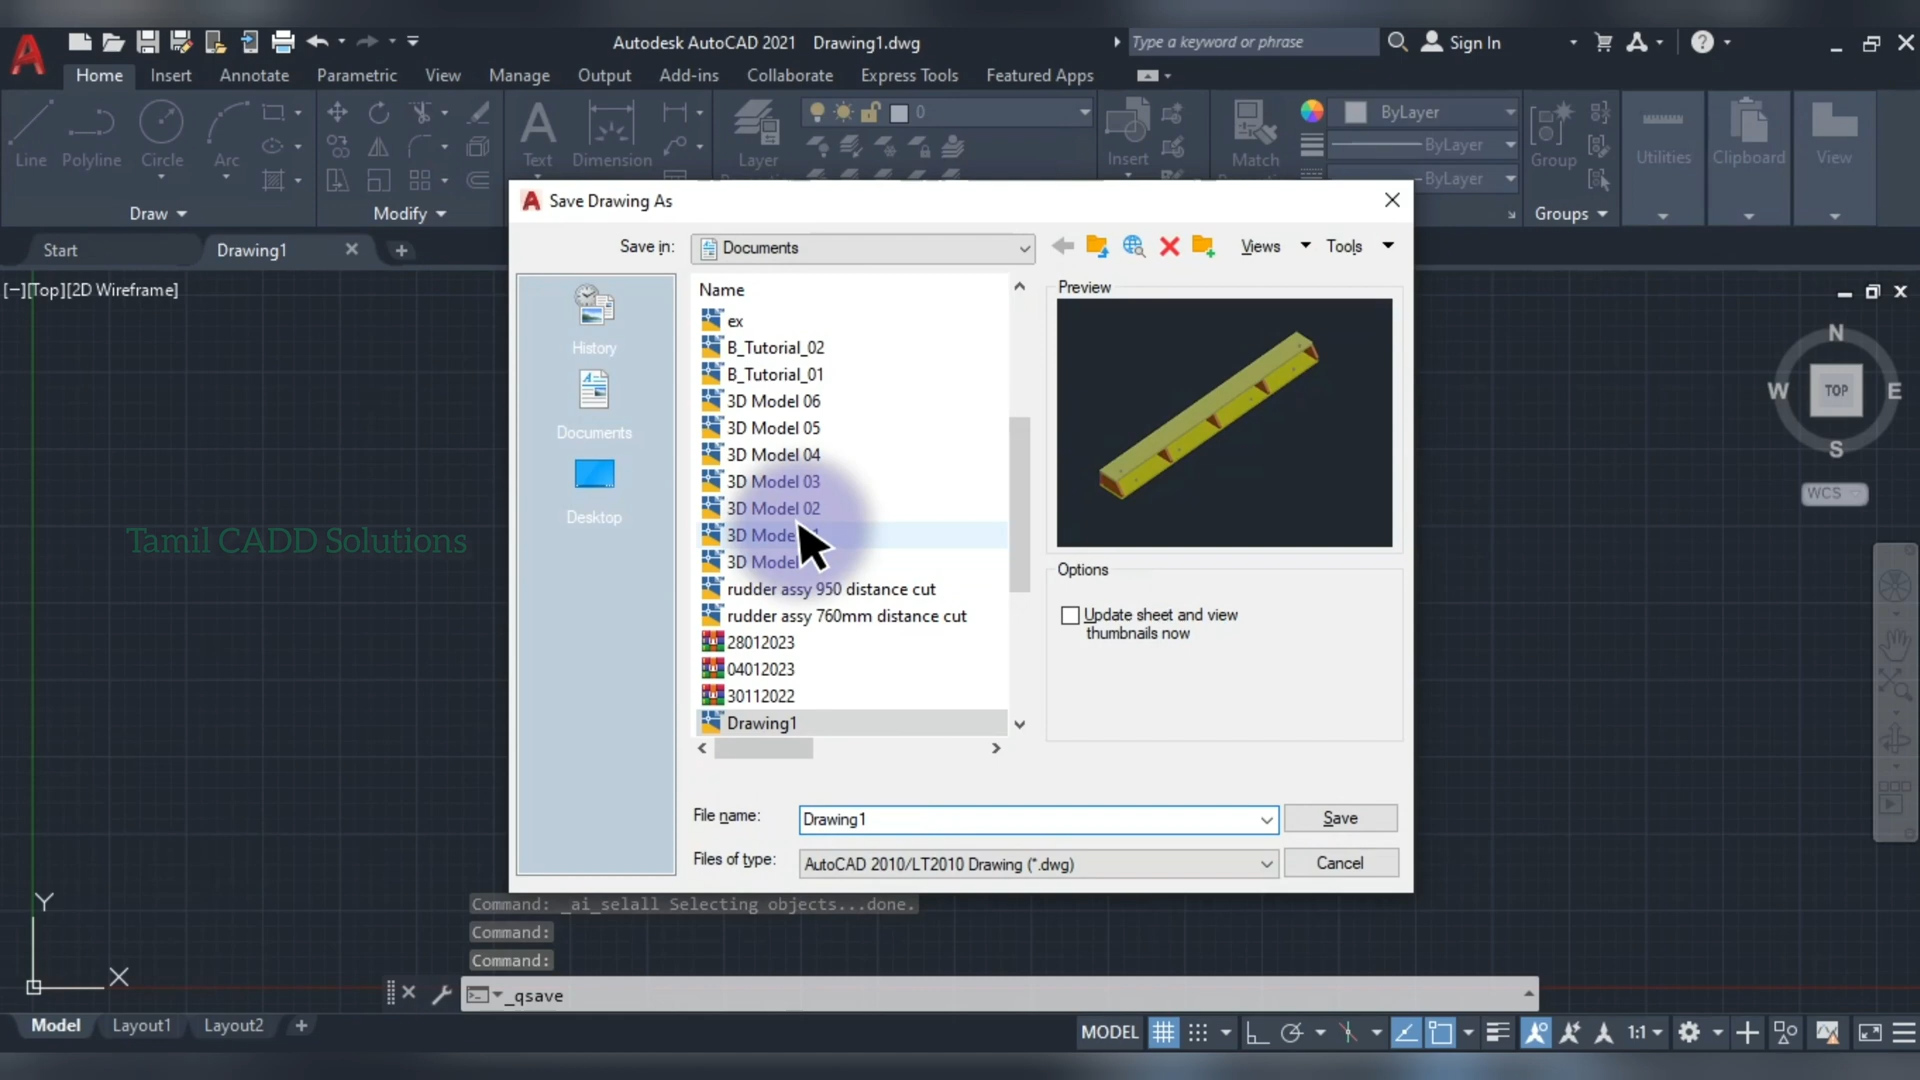 Autodesk AutoCAD 2021 Drawing1.dwg
Type a keyword or phrase
Sign In
Home Insert Annotate Parametric View Manage Output Add-ins Collaborate Express Tools Featured Apps
0
ByLayer
ByLayer
ByLayer
Line Polyline Circle Arc
Text Dimension
Layer
Insert
Match
Group
Utilities
Clipboard
View
Draw
Modify
Groups
Start
Drawing1
[−][Top][2D Wireframe]
Save Drawing As
Save in:
Documents
Views
Tools
History
Documents
Desktop
Name
ex
B_Tutorial_02
B_Tutorial_01
3D Model 06
3D Model 05
3D Model 04
3D Model 03
3D Model 02
3D Model
rudder assy 950 distance cut
rudder assy 760mm distance cut
28012023
04012023
30112022
Drawing1
Preview
Options
Update sheet and view
thumbnails now
File name:
Drawing1
Save
Files of type:
AutoCAD 2010/LT2010 Drawing (*.dwg)
Cancel
N
W
TOP
E
S
WCS
Tamil CADD Solutions
Command: _ai_selall Selecting objects...done.
Command:
Command:
_qsave
Y
X
Model Layout1 Layout2
MODEL
1:1